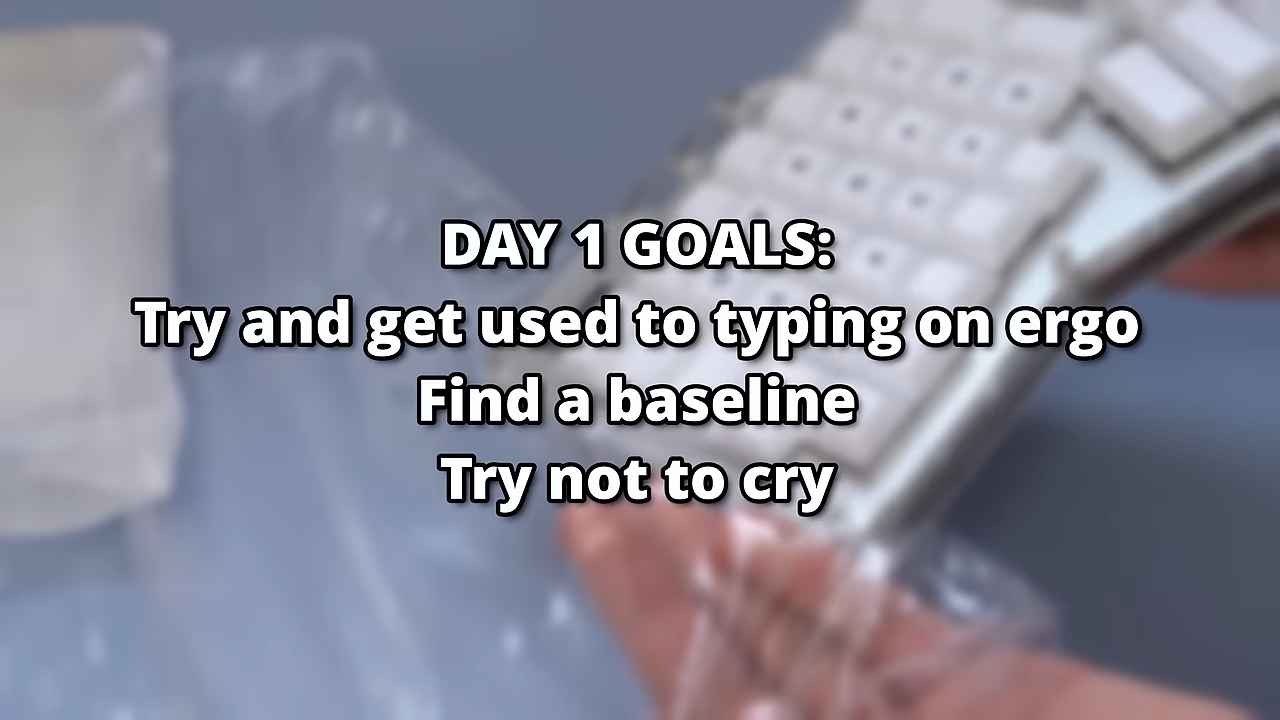 DAY 1 GOALS:
Try and get used to typing on ergo
Find a baseline
Try not to cry